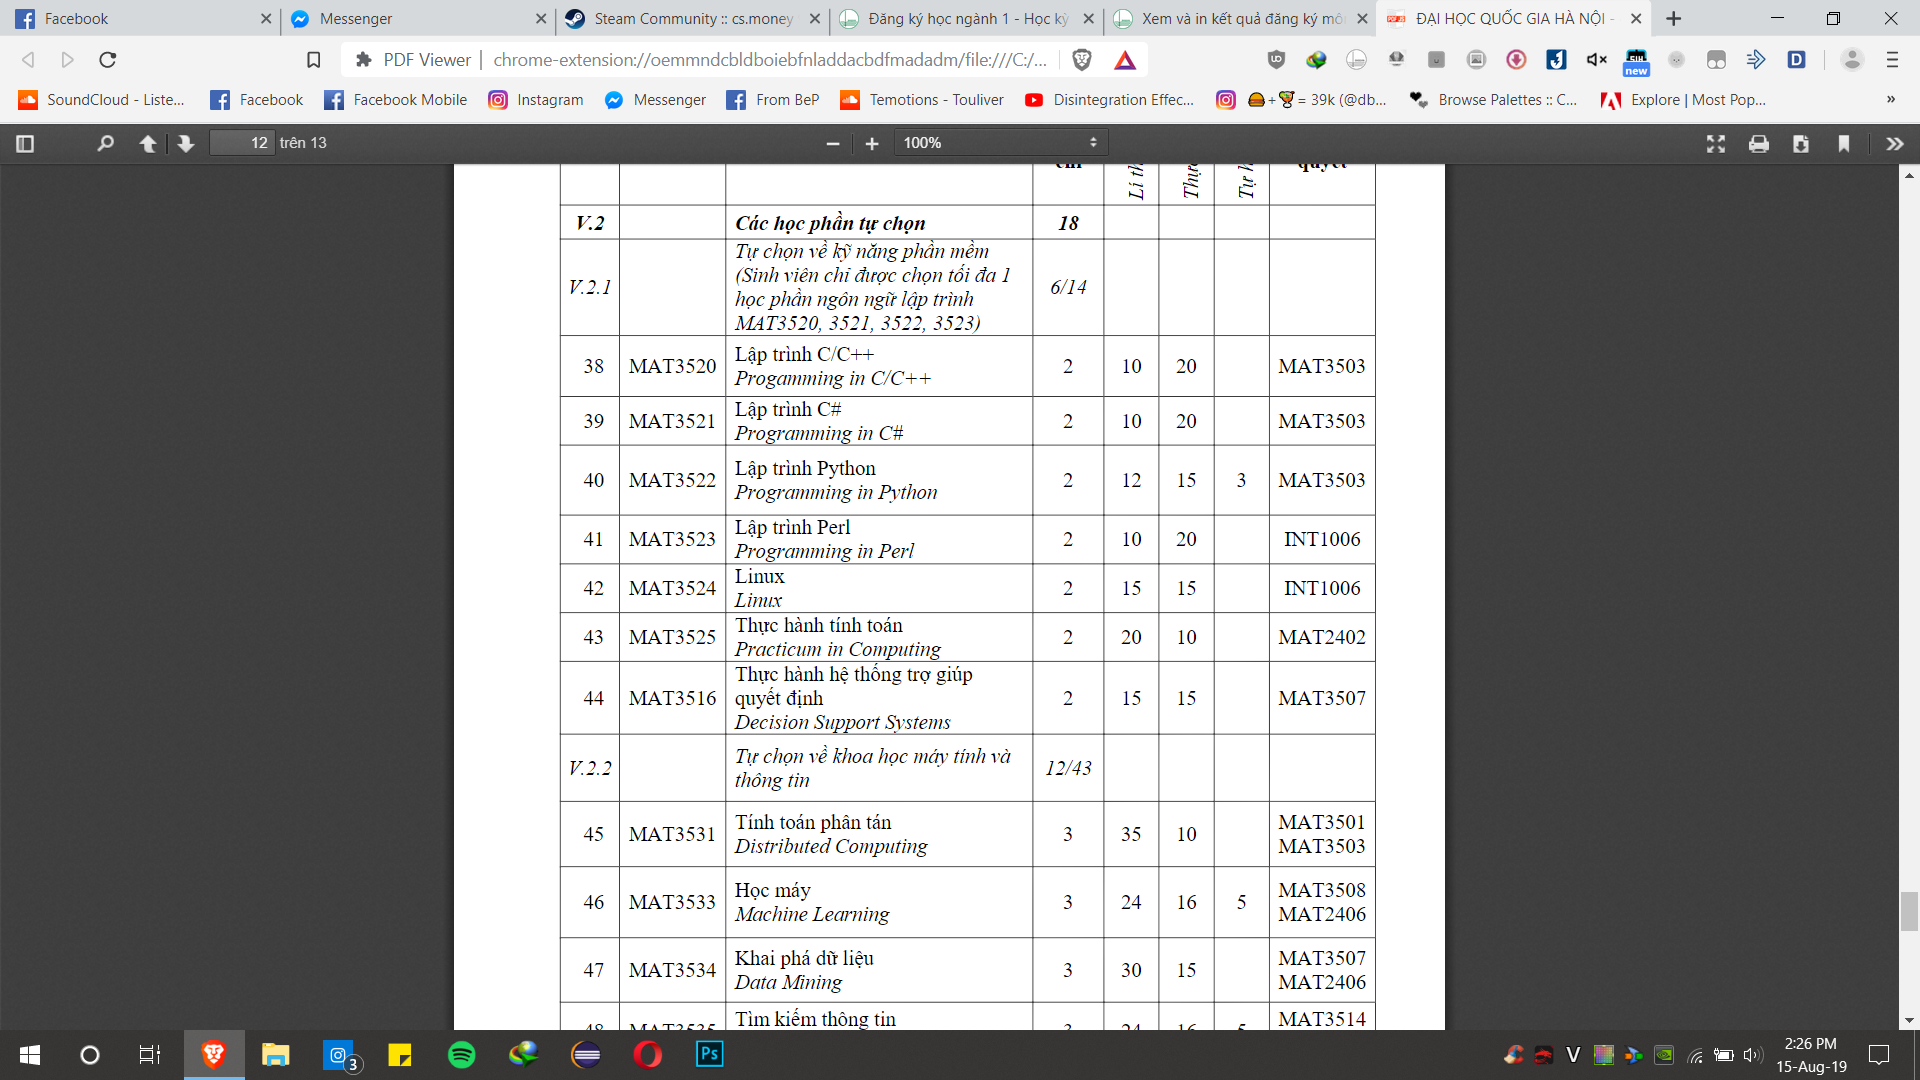 Facebook
Messenger
Steam Community :: cs.money
Đăng ký học ngành 1 - Học kỳ
Xem và in kết quả đăng ký mô
ĐẠI HỌC QUỐC GIA HÀ NỘI -
PDF Viewer chrome-extension://oemmndcbldboiebfnladdacbdfmadadm/file:///C:/...
new
SoundCloud - Liste... Facebook Facebook Mobile Instagram Messenger From BeP Temotions - Touliver Disintegration Effec... 🍔+🏆= 39k (@db... Browse Palettes :: C... Explore | Most Pop... »
12 trên 13 100%
chỉ Lí th Thực Tự h quyết
V.2 Các học phần tự chọn 18
V.2.1 Tự chọn về kỹ năng phần mềm
(Sinh viên chỉ được chọn tối đa 1
học phần ngôn ngữ lập trình
MAT3520, 3521, 3522, 3523) 6/14
38 MAT3520 Lập trình C/C++
Progamming in C/C++ 2 10 20 MAT3503
39 MAT3521 Lập trình C#
Programming in C# 2 10 20 MAT3503
40 MAT3522 Lập trình Python
Programming in Python 2 12 15 3 MAT3503
41 MAT3523 Lập trình Perl
Programming in Perl 2 10 20 INT1006
42 MAT3524 Linux
Linux 2 15 15 INT1006
43 MAT3525 Thực hành tính toán
Practicum in Computing 2 20 10 MAT2402
44 MAT3516 Thực hành hệ thống trợ giúp
quyết định
Decision Support Systems 2 15 15 MAT3507
V.2.2 Tự chọn về khoa học máy tính và
thông tin 12/43
45 MAT3531 Tính toán phân tán
Distributed Computing 3 35 10 MAT3501
MAT3503
46 MAT3533 Học máy
Machine Learning 3 24 16 5 MAT3508
MAT2406
47 MAT3534 Khai phá dữ liệu
Data Mining 3 30 15 MAT3507
MAT2406
48 MAT3535 Tìm kiếm thông tin 3 24 16 5 MAT3514
3
Ps
V
2:26 PM
15-Aug-19